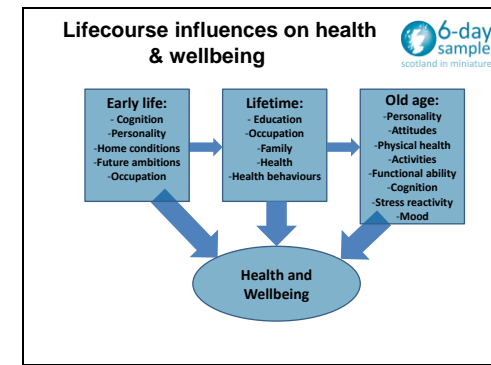 Lifecourse influences on health
& wellbeing
6-day
sample
scotland in miniature
Early life:
- Cognition
-Personality
-Home conditions
-Future ambitions
-Occupation
Lifetime:
- Education
-Occupation
-Family
-Health
-Health behaviours
Old age:
-Personality
-Attitudes
-Physical health
-Activities
-Functional ability
-Cognition
-Stress reactivity
-Mood
Health and
Wellbeing